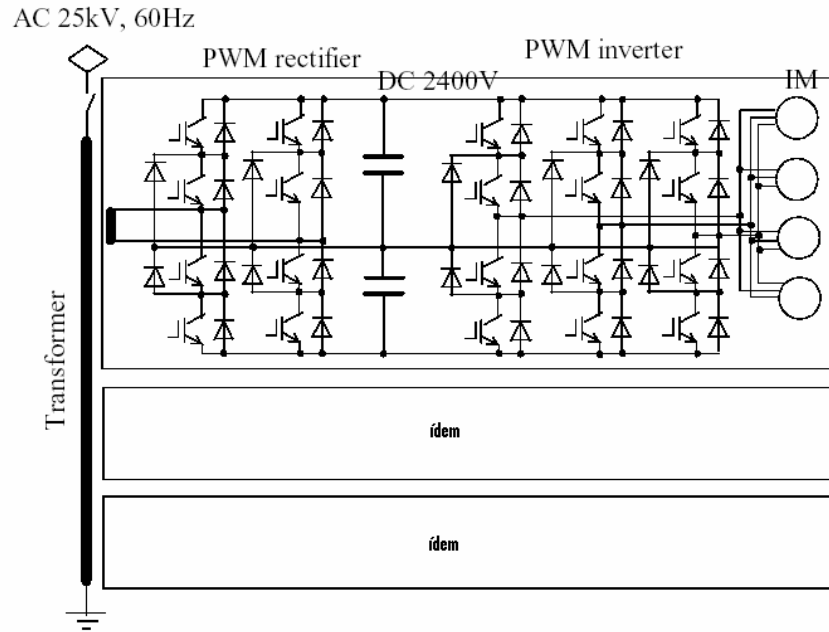 AC 25kV, 60Hz
PWM rectifier
PWM inverter
DC 2400V
IM
Transformer
ídem
ídem